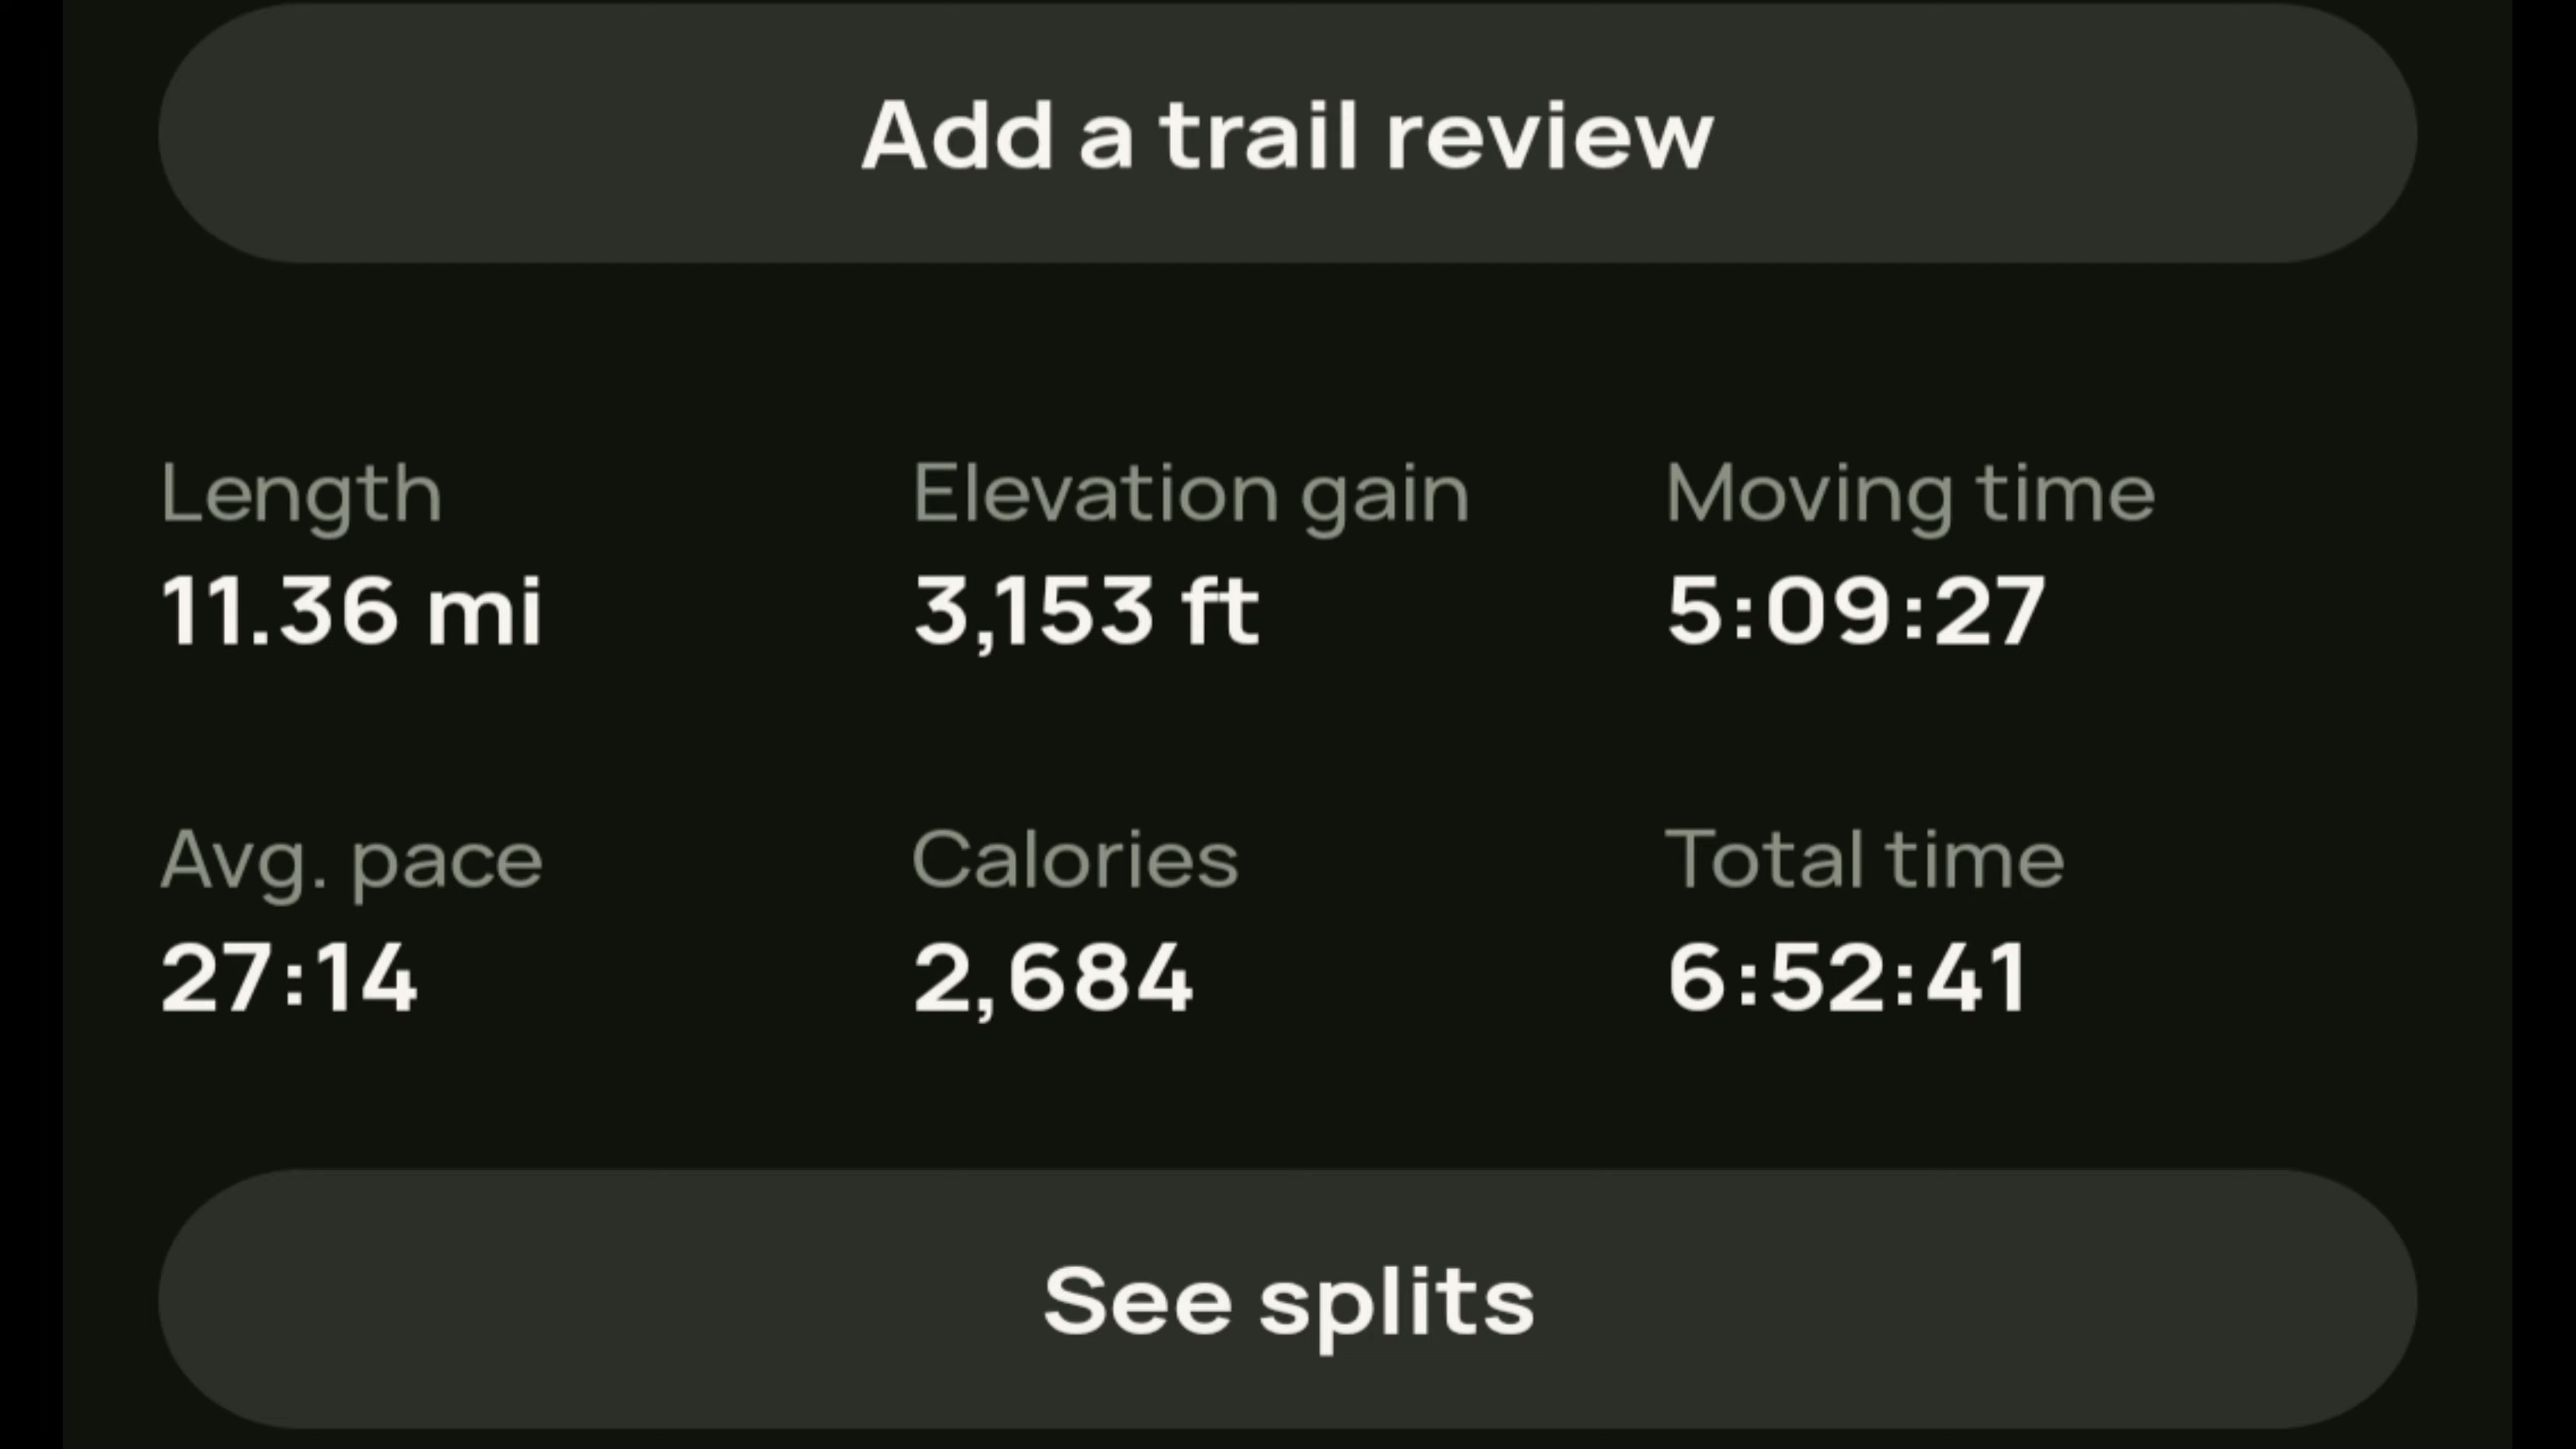 Add a trail review
Length
Elevation gain
Moving time
11.36 mi
3,153 ft
5:09:27
Avg. pace
Calories
Total time
27:14
2,684
6:52:41
See splits